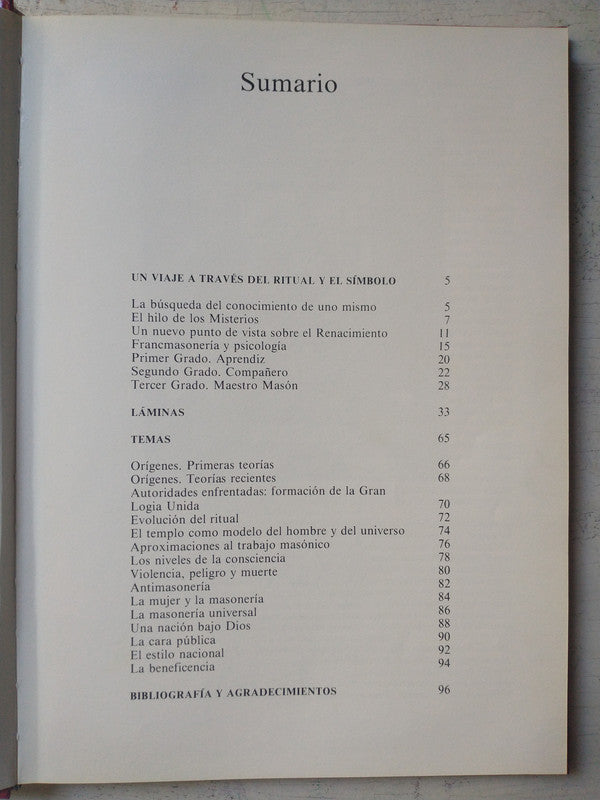 Sumario
UN VIAJE A TRAVÉS DEL RITUAL Y EL SÍMBOLO 5
La búsqueda del conocimiento de uno mismo 5
El hilo de los Misterios 7
Un nuevo punto de vista sobre el Renacimiento 11
Francmasonería y psicología 15
Primer Grado. Aprendiz 20
Segundo Grado. Compañero 22
Tercer Grado. Maestro Masón 28
LÁMINAS 33
TEMAS 65
Orígenes. Primeras teorías 66
Orígenes. Teorías recientes 68
Autoridades enfrentadas: formación de la Gran
Logia Unida 70
Evolución del ritual 72
El templo como modelo del hombre y del universo 74
Aproximaciones al trabajo masónico 76
Los niveles de la consciencia 78
Violencia, peligro y muerte 80
Antimasonería 82
La mujer y la masonería 84
La masonería universal 86
Una nación bajo Dios 88
La cara pública 90
El estilo nacional 92
La beneficencia 94
BIBLIOGRAFÍA Y AGRADECIMIENTOS 96